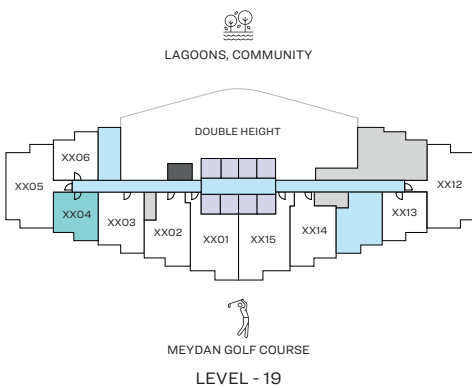 LAGOONS, COMMUNITY
DOUBLE HEIGHT
XX06
XX05
XX12
XX04
XX03
XX02
XX01
XX15
XX14
XX13
MEYDAN GOLF COURSE
LEVEL - 19